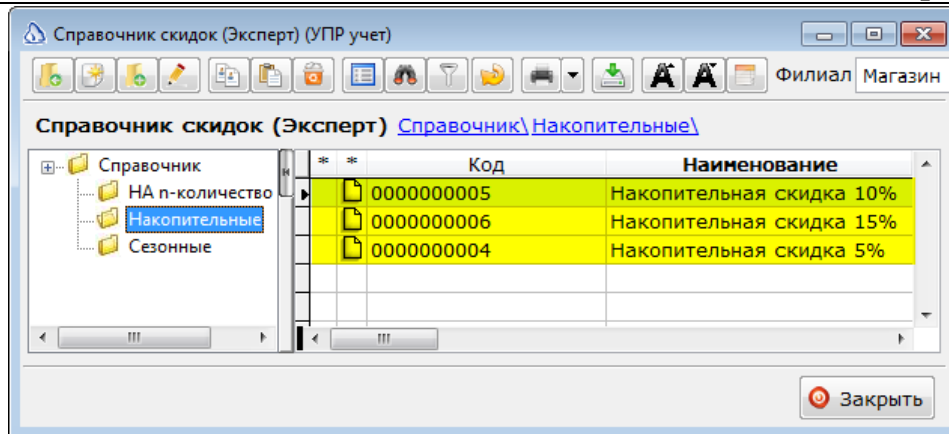 Справочник скидок (Эксперт) (УПР учет)
Филиал Магазин
Справочник скидок (Эксперт) Справочник\Накопительные\
Справочник
НА n-количество
Накопительные
Сезонные
* * Код Наименование
0000000005 Накопительная скидка 10%
0000000006 Накопительная скидка 15%
0000000004 Накопительная скидка 5%
Закрыть